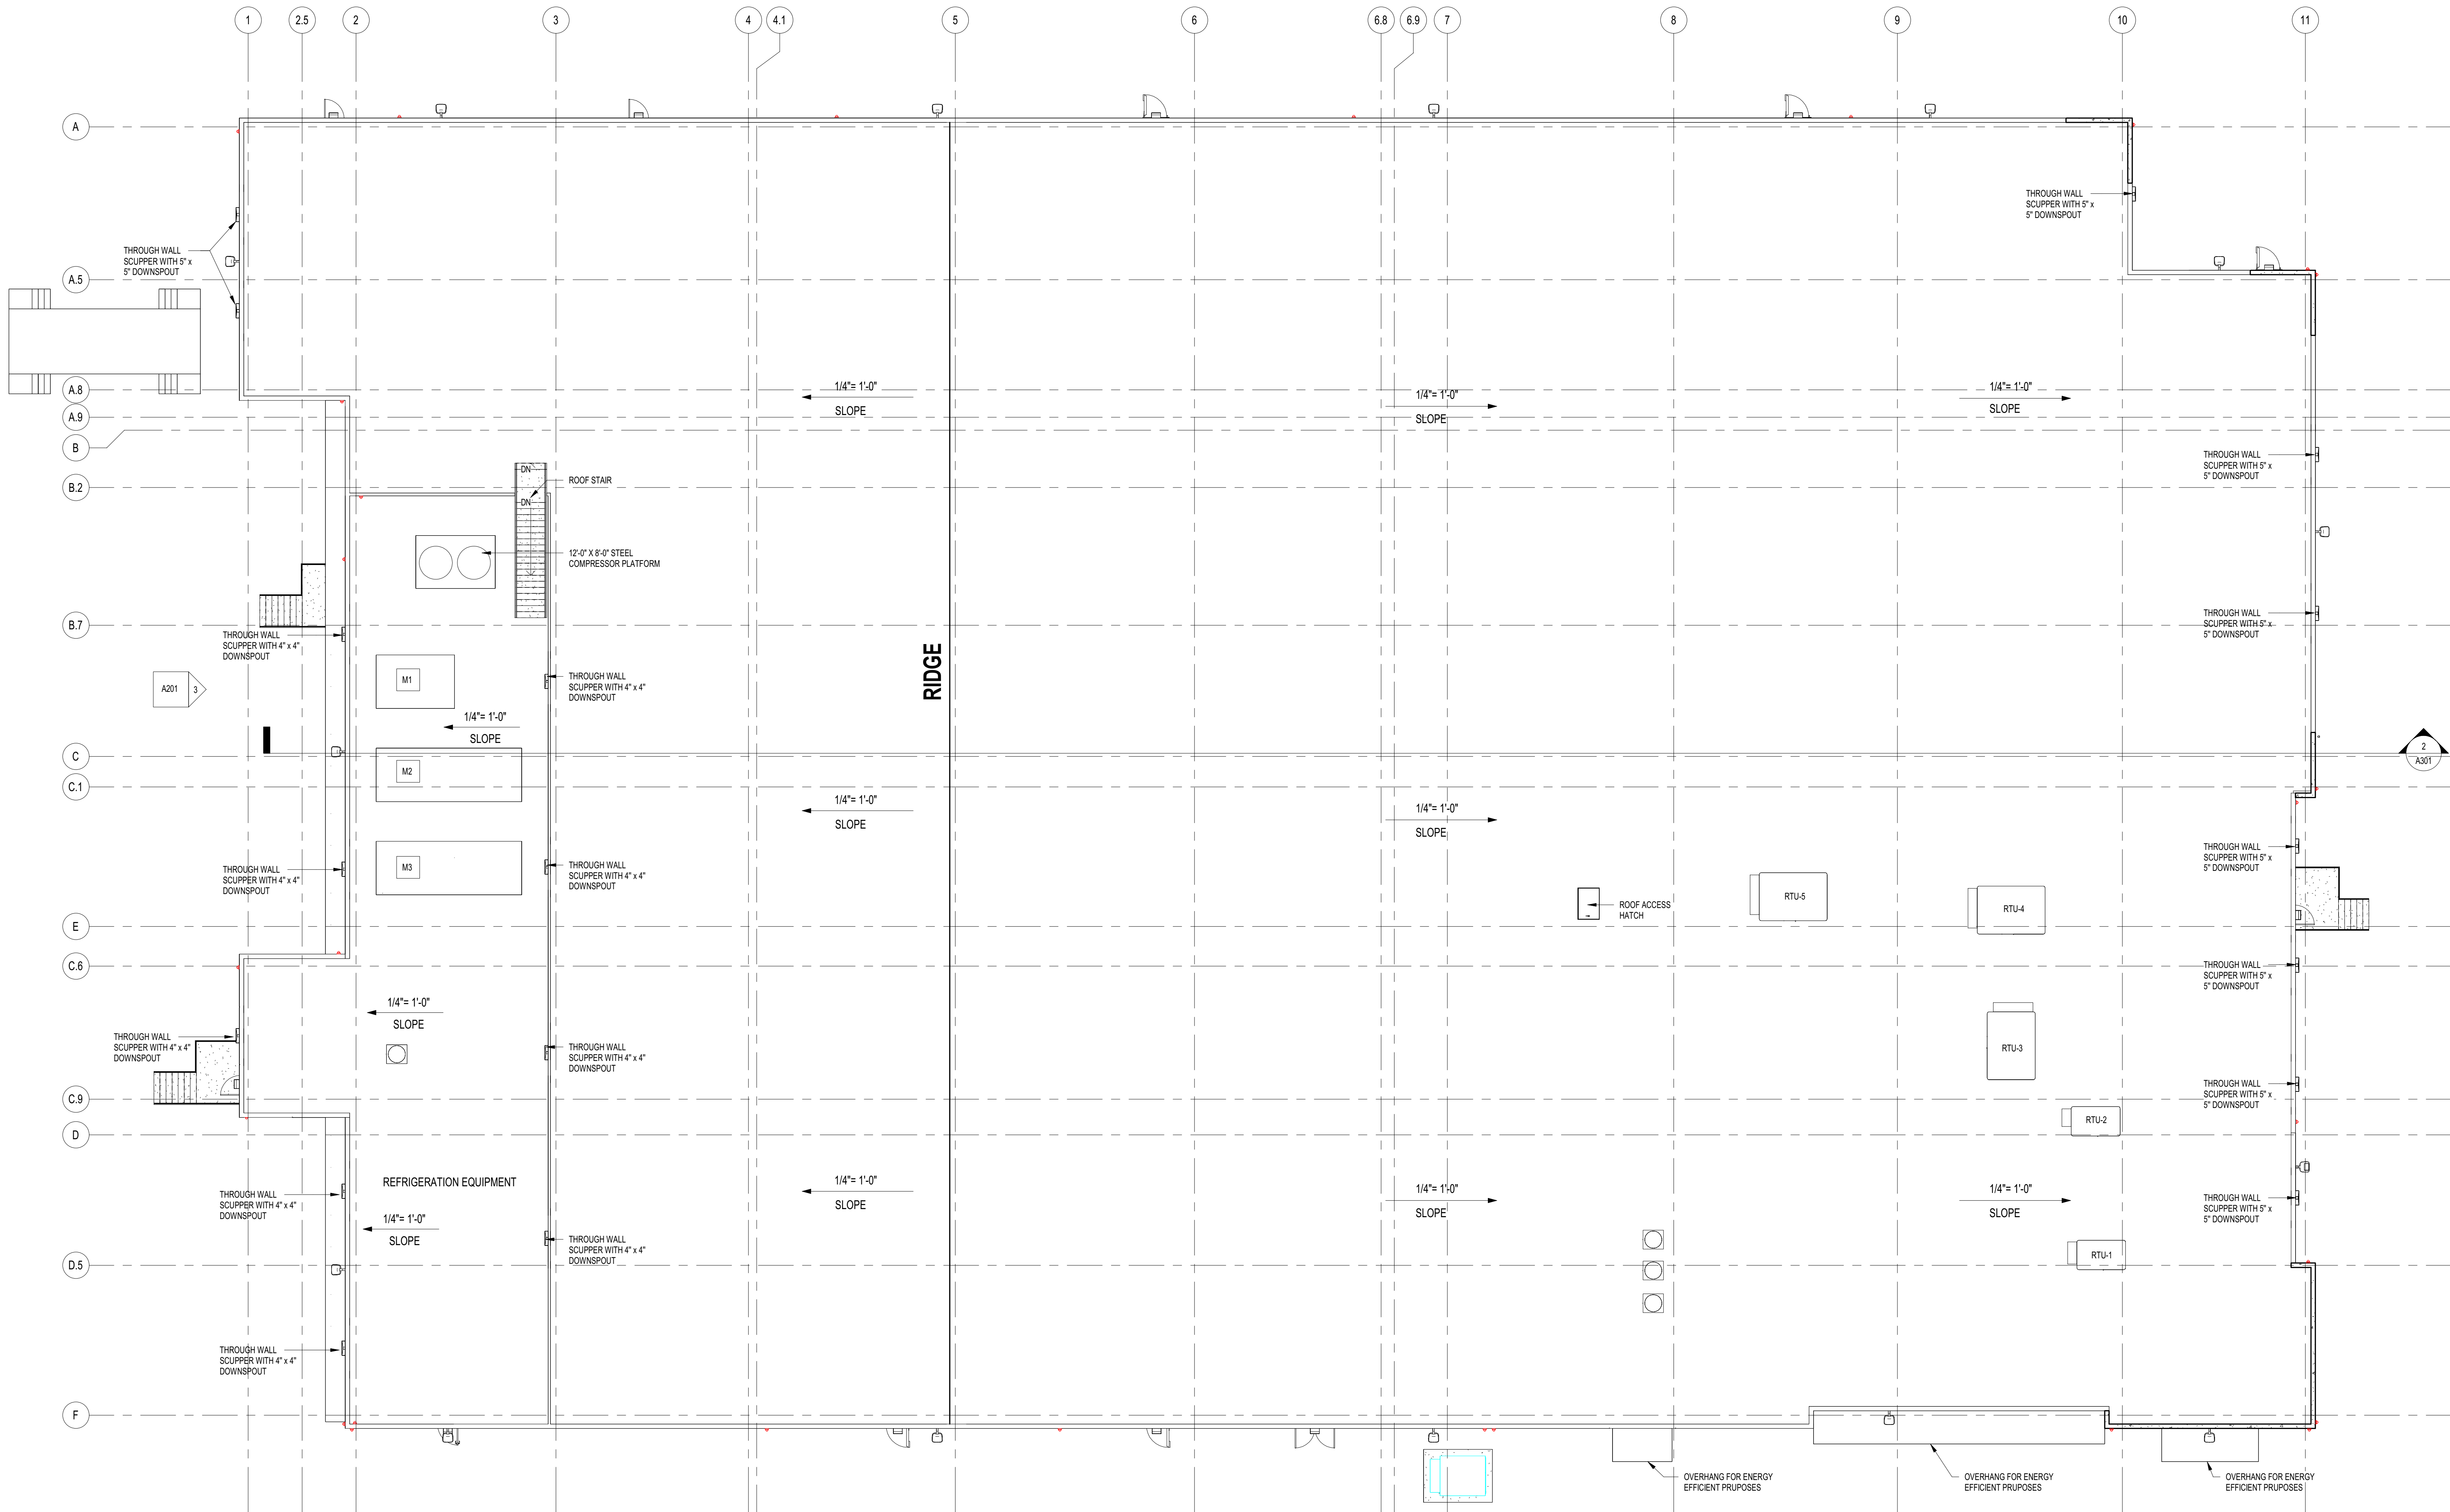 1
2.5
2
3
4
4.1
5
6
6.8
6.9
7
8
9
10
11
A
THROUGH WALL
SCUPPER WITH 5" x
5" DOWNSPOUT
THROUGH WALL
SCUPPER WITH 5" x
5" DOWNSPOUT
A.5
A.8
1/4"= 1'-0"
SLOPE
1/4"= 1'-0"
SLOPE
1/4"= 1'-0"
SLOPE
A.9
B
THROUGH WALL
SCUPPER WITH 5" x
5" DOWNSPOUT
DN
ROOF STAIR
B.2
DN
12'-0" X 8'-0" STEEL
COMPRESSOR PLATFORM
THROUGH WALL
SCUPPER WITH 5" x
5" DOWNSPOUT
B.7
THROUGH WALL
SCUPPER WITH 4" x 4"
DOWNSPOUT
RIDGE
A201
3
M1
THROUGH WALL
SCUPPER WITH 4" x 4"
DOWNSPOUT
1/4"= 1'-0"
SLOPE
C
2
A301
M2
C.1
1/4"= 1'-0"
SLOPE
1/4"= 1'-0"
SLOPE
THROUGH WALL
SCUPPER WITH 5" x
5" DOWNSPOUT
THROUGH WALL
SCUPPER WITH 4" x 4"
DOWNSPOUT
M3
THROUGH WALL
SCUPPER WITH 4" x 4"
DOWNSPOUT
ROOF ACCESS
HATCH
RTU-5
RTU-4
E
C.6
THROUGH WALL
SCUPPER WITH 5" x
5" DOWNSPOUT
1/4"= 1'-0"
SLOPE
THROUGH WALL
SCUPPER WITH 4" x 4"
DOWNSPOUT
THROUGH WALL
SCUPPER WITH 4" x 4"
DOWNSPOUT
RTU-3
THROUGH WALL
SCUPPER WITH 5" x
5" DOWNSPOUT
C.9
RTU-2
D
REFRIGERATION EQUIPMENT
1/4"= 1'-0"
SLOPE
1/4"= 1'-0"
SLOPE
1/4"= 1'-0"
SLOPE
THROUGH WALL
SCUPPER WITH 5" x
5" DOWNSPOUT
THROUGH WALL
SCUPPER WITH 4" x 4"
DOWNSPOUT
1/4"= 1'-0"
SLOPE
THROUGH WALL
SCUPPER WITH 4" x 4"
DOWNSPOUT
RTU-1
D.5
THROUGH WALL
SCUPPER WITH 4" x 4"
DOWNSPOUT
F
OVERHANG FOR ENERGY
EFFICIENT PRUPOSES
OVERHANG FOR ENERGY
EFFICIENT PRUPOSES
OVERHANG FOR ENERGY
EFFICIENT PRUPOSES